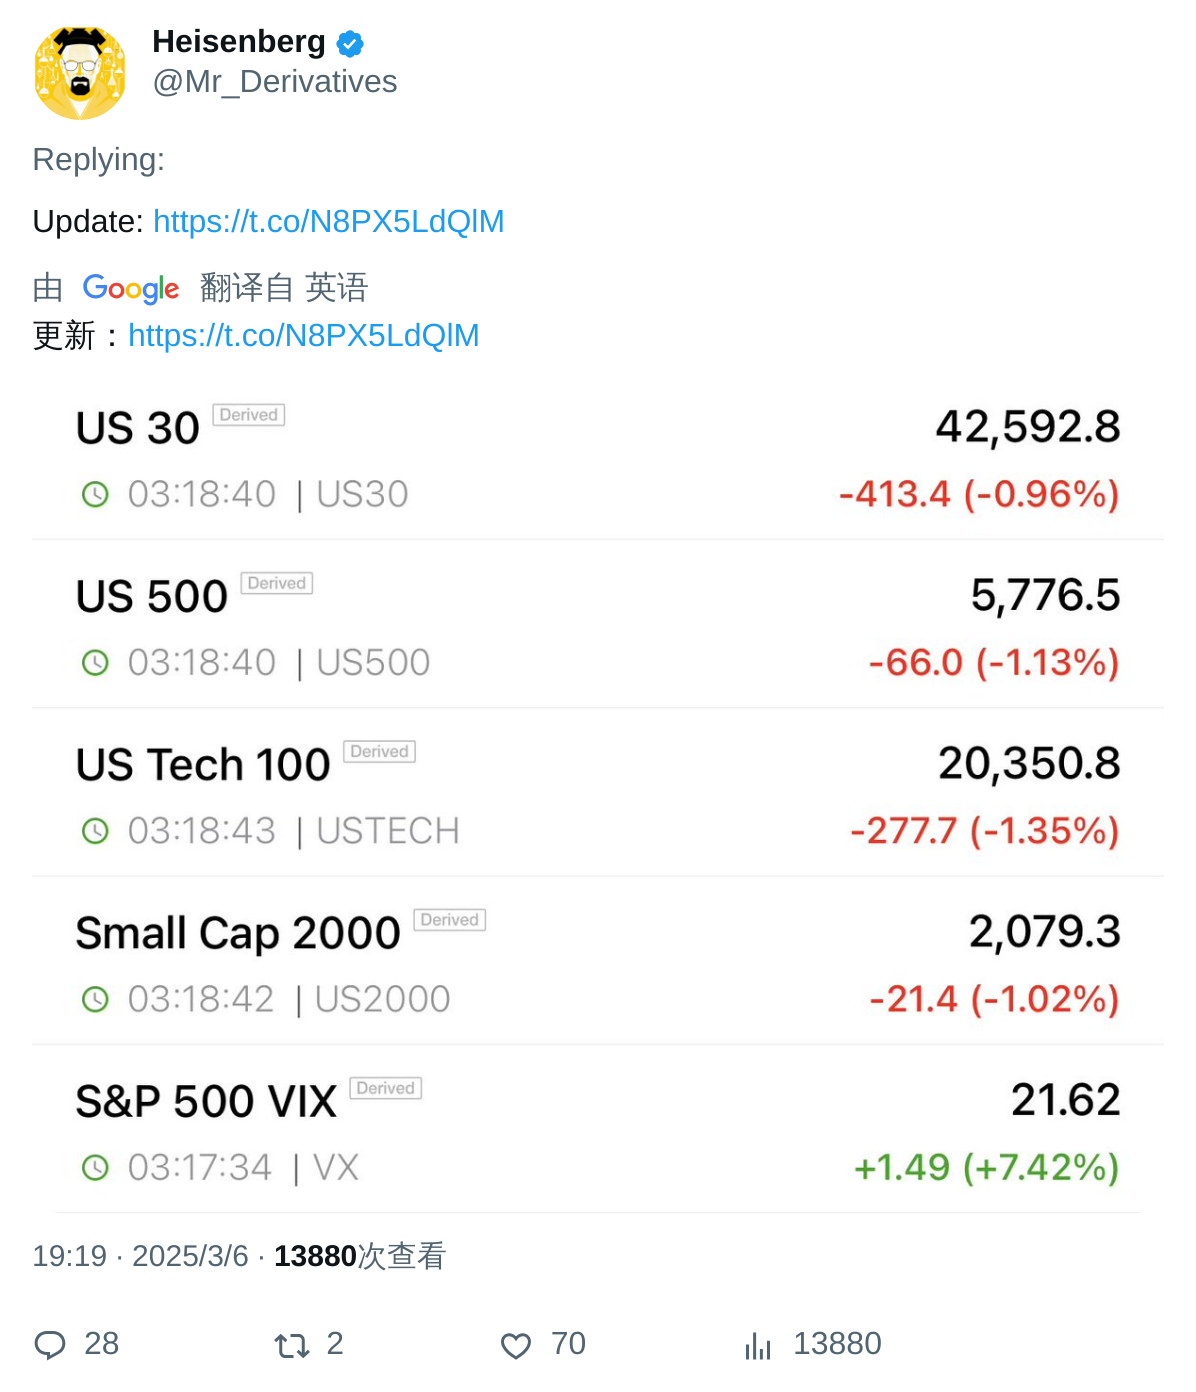 Heisenberg
@Mr_Derivatives
Replying:
Update: https://t.co/N8PX5LdQlM
由 Google 翻译自 英语
更新：https://t.co/N8PX5LdQlM
US 30 Derived 42,592.8
03:18:40 | US30 -413.4 (-0.96%)
US 500 Derived 5,776.5
03:18:40 | US500 -66.0 (-1.13%)
US Tech 100 Derived 20,350.8
03:18:43 | USTECH -277.7 (-1.35%)
Small Cap 2000 Derived 2,079.3
03:18:42 | US2000 -21.4 (-1.02%)
S&P 500 VIX Derived 21.62
03:17:34 | VX +1.49 (+7.42%)
19:19 · 2025/3/6 · 13880次查看
28 2 70 13880